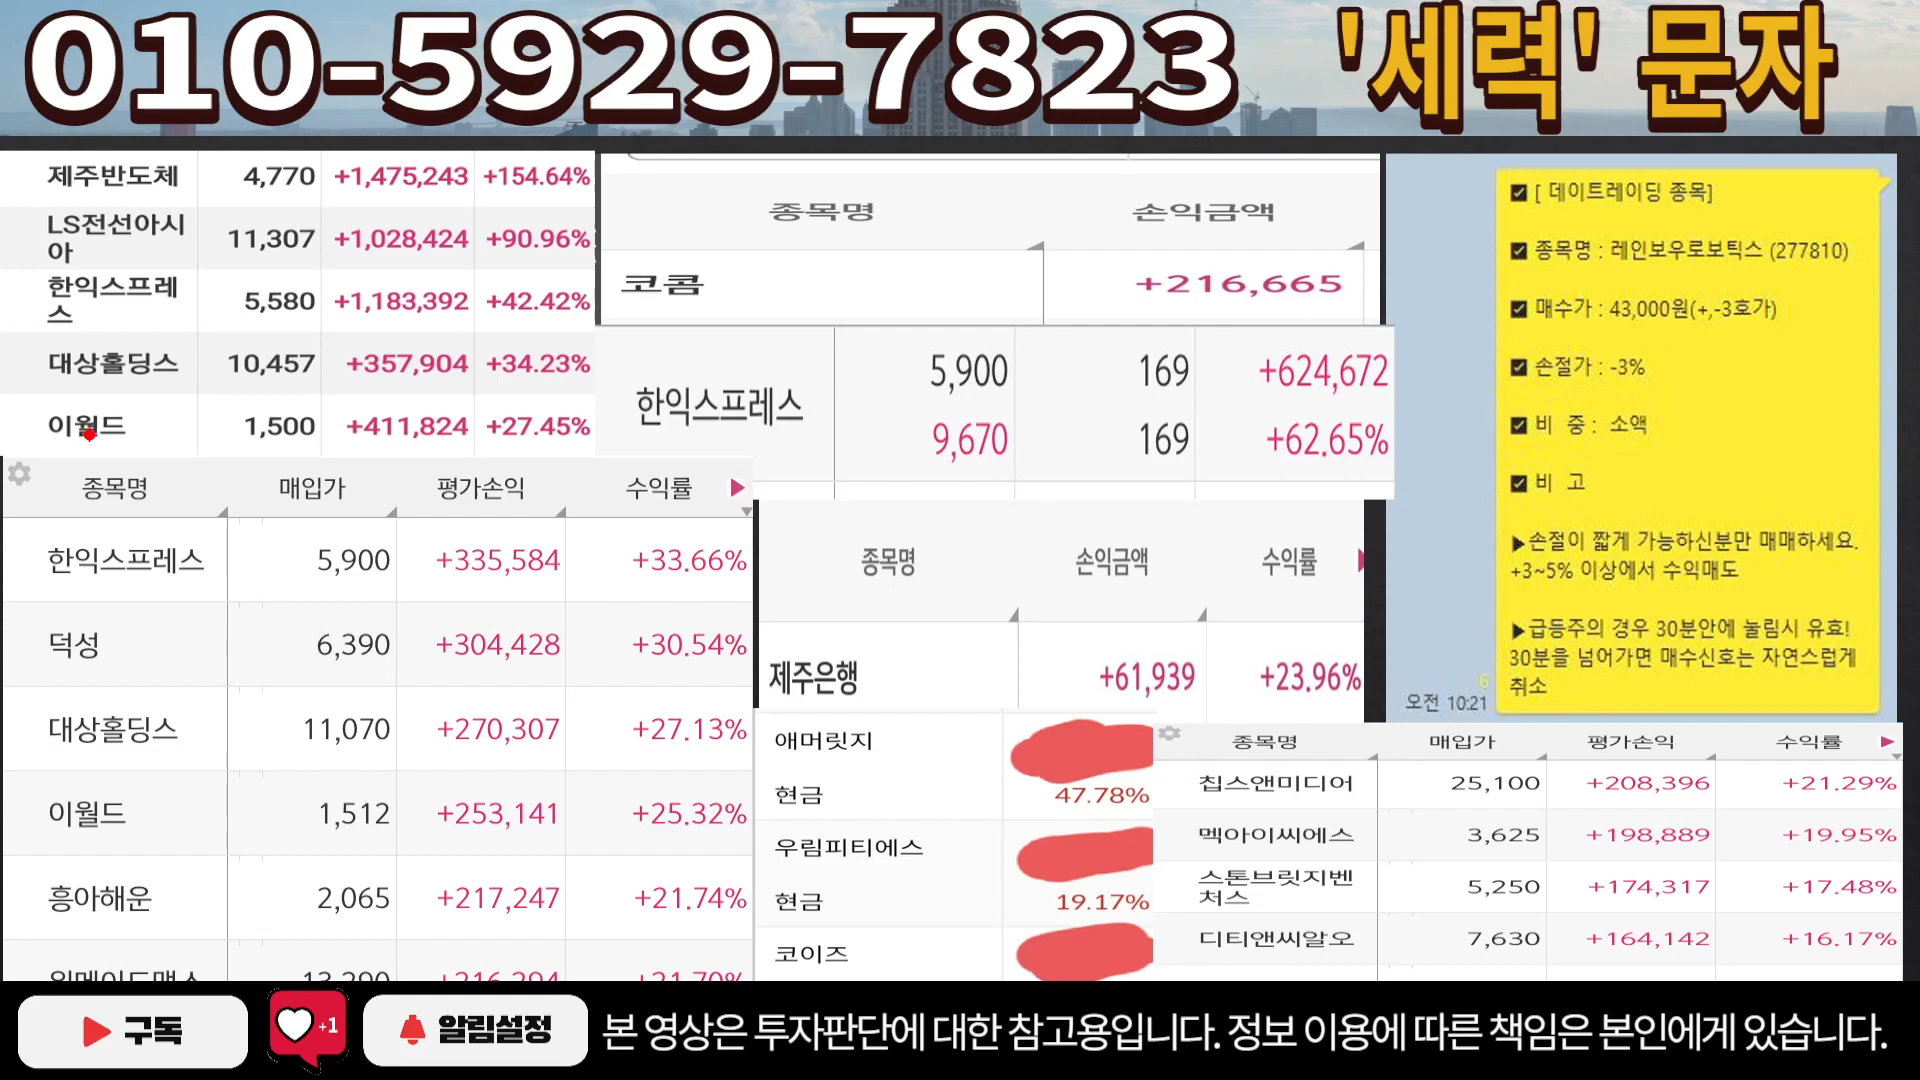 010-5929-7823 '세력' 문자
제주반도체 4,770 +1,475,243 +154.64%
LS전선아시아 11,307 +1,028,424 +90.96%
한익스프레스 5,580 +1,183,392 +42.42%
대상홀딩스 10,457 +357,904 +34.23%
이월드 1,500 +411,824 +27.45%
종목명 손익금액
코콤 +216,665
한익스프레스 5,900 169 +624,672
9,670 169 +62.65%
종목명 매입가 평가손익 수익률
한익스프레스 5,900 +335,584 +33.66%
덕성 6,390 +304,428 +30.54%
대상홀딩스 11,070 +270,307 +27.13%
이월드 1,512 +253,141 +25.32%
흥아해운 2,065 +217,247 +21.74%
종목명 손익금액 수익률
제주은행 +61,939 +23.96%
애머릿지
현금 47.78%
우림피티에스
현금 19.17%
코이즈
[ 데이트레이딩 종목]
종목명 : 레인보우로보틱스 (277810)
매수가 : 43,000원(+,-3호가)
손절가 : -3%
비 중 : 소액
비 고
▶손절이 짧게 가능하신분만 매매하세요.
+3~5% 이상에서 수익매도
▶급등주의 경우 30분안에 눌림시 유효!
30분을 넘어가면 매수신호는 자연스럽게
취소
6
오전 10:21
종목명 매입가 평가손익 수익률
칩스앤미디어 25,100 +208,396 +21.29%
멕아이씨에스 3,625 +198,889 +19.95%
스톤브릿지벤처스 5,250 +174,317 +17.48%
디티앤씨알오 7,630 +164,142 +16.17%
구독 +1 알림설정 본 영상은 투자판단에 대한 참고용입니다. 정보 이용에 따른 책임은 본인에게 있습니다.